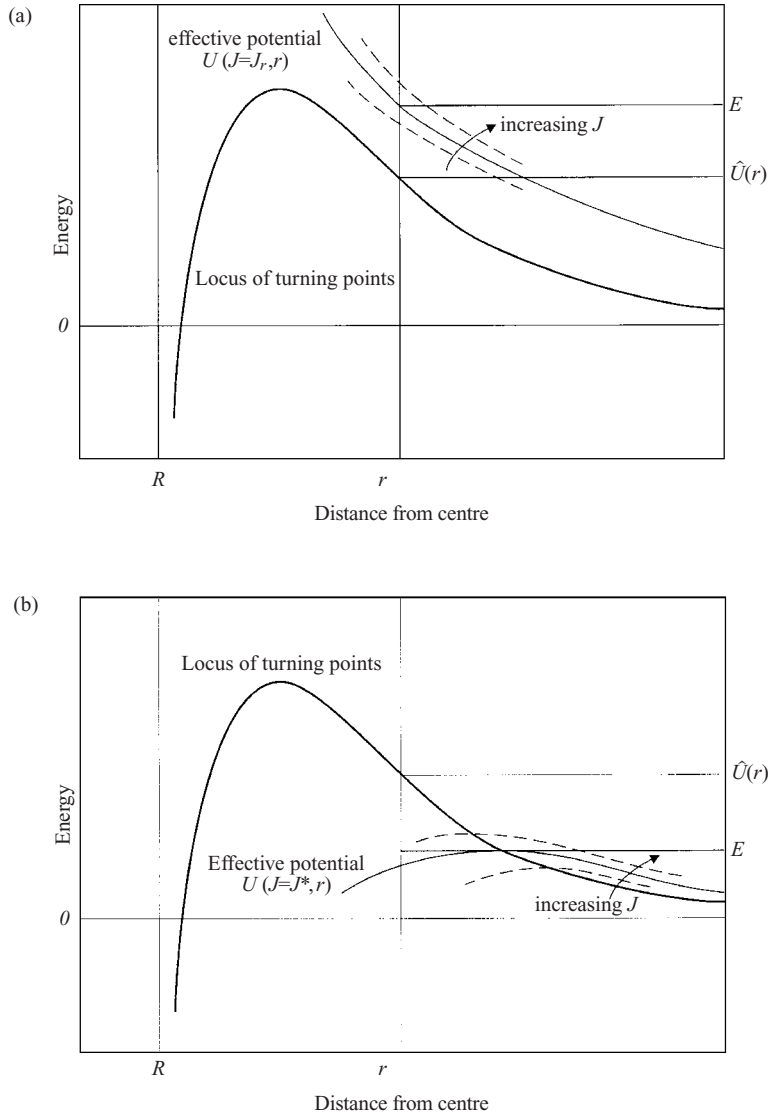 (a)
effective potential
U (J=J_r,r)
E
increasing J
Û(r)
Energy
Locus of turning points
0
R
r
Distance from centre
(b)
Locus of turning points
Û(r)
Energy
E
Effective potential
U (J=J*,r)
increasing J
0
R
r
Distance from centre